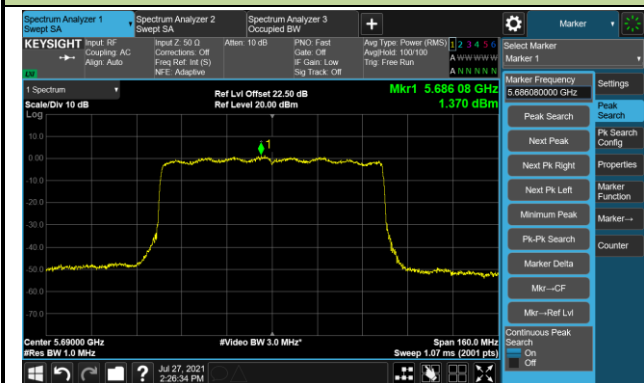 Spectrum Analyzer 1
Swept SA
Spectrum Analyzer 2
Swept SA
Spectrum Analyzer 3
Occupied BW
Marker
KEYSIGHT
Input: RF
Coupling: AC
Align: Auto
Input Z: 50 Ω
Corrections: Off
Freq Ref: Int (S)
NFE: Adaptive
Atten: 10 dB
PNO: Fast
Gate: Off
IF Gain: Low
Sig Track: Off
Avg Type: Power (RMS)
Avg|Hold: 100/100
Trig: Free Run
1 2 3 4 5 6
A W W W W W
A N N N N N
Select Marker
Marker 1
1 Spectrum
Scale/Div 10 dB
Log
Ref Lvl Offset 22.50 dB
Ref Level 20.00 dBm
Mkr1 5.686 08 GHz
1.370 dBm
10.0
0.00
-10.0
-20.0
-30.0
-40.0
-50.0
-60.0
-70.0
1
Center 5.69000 GHz
#Res BW 1.0 MHz
#Video BW 3.0 MHz*
Span 160.0 MHz
Sweep 1.07 ms (2001 pts)
Marker Frequency
5.686080000 GHz
Peak Search
Next Peak
Next Pk Right
Next Pk Left
Minimum Peak
Pk-Pk Search
Marker Delta
Mkr→CF
Mkr→Ref Lvl
Continuous Peak
Search
On
Off
Settings
Peak
Search
Pk Search
Config
Properties
Marker
Function
Marker→
Counter
Jul 27, 2021
2:26:34 PM